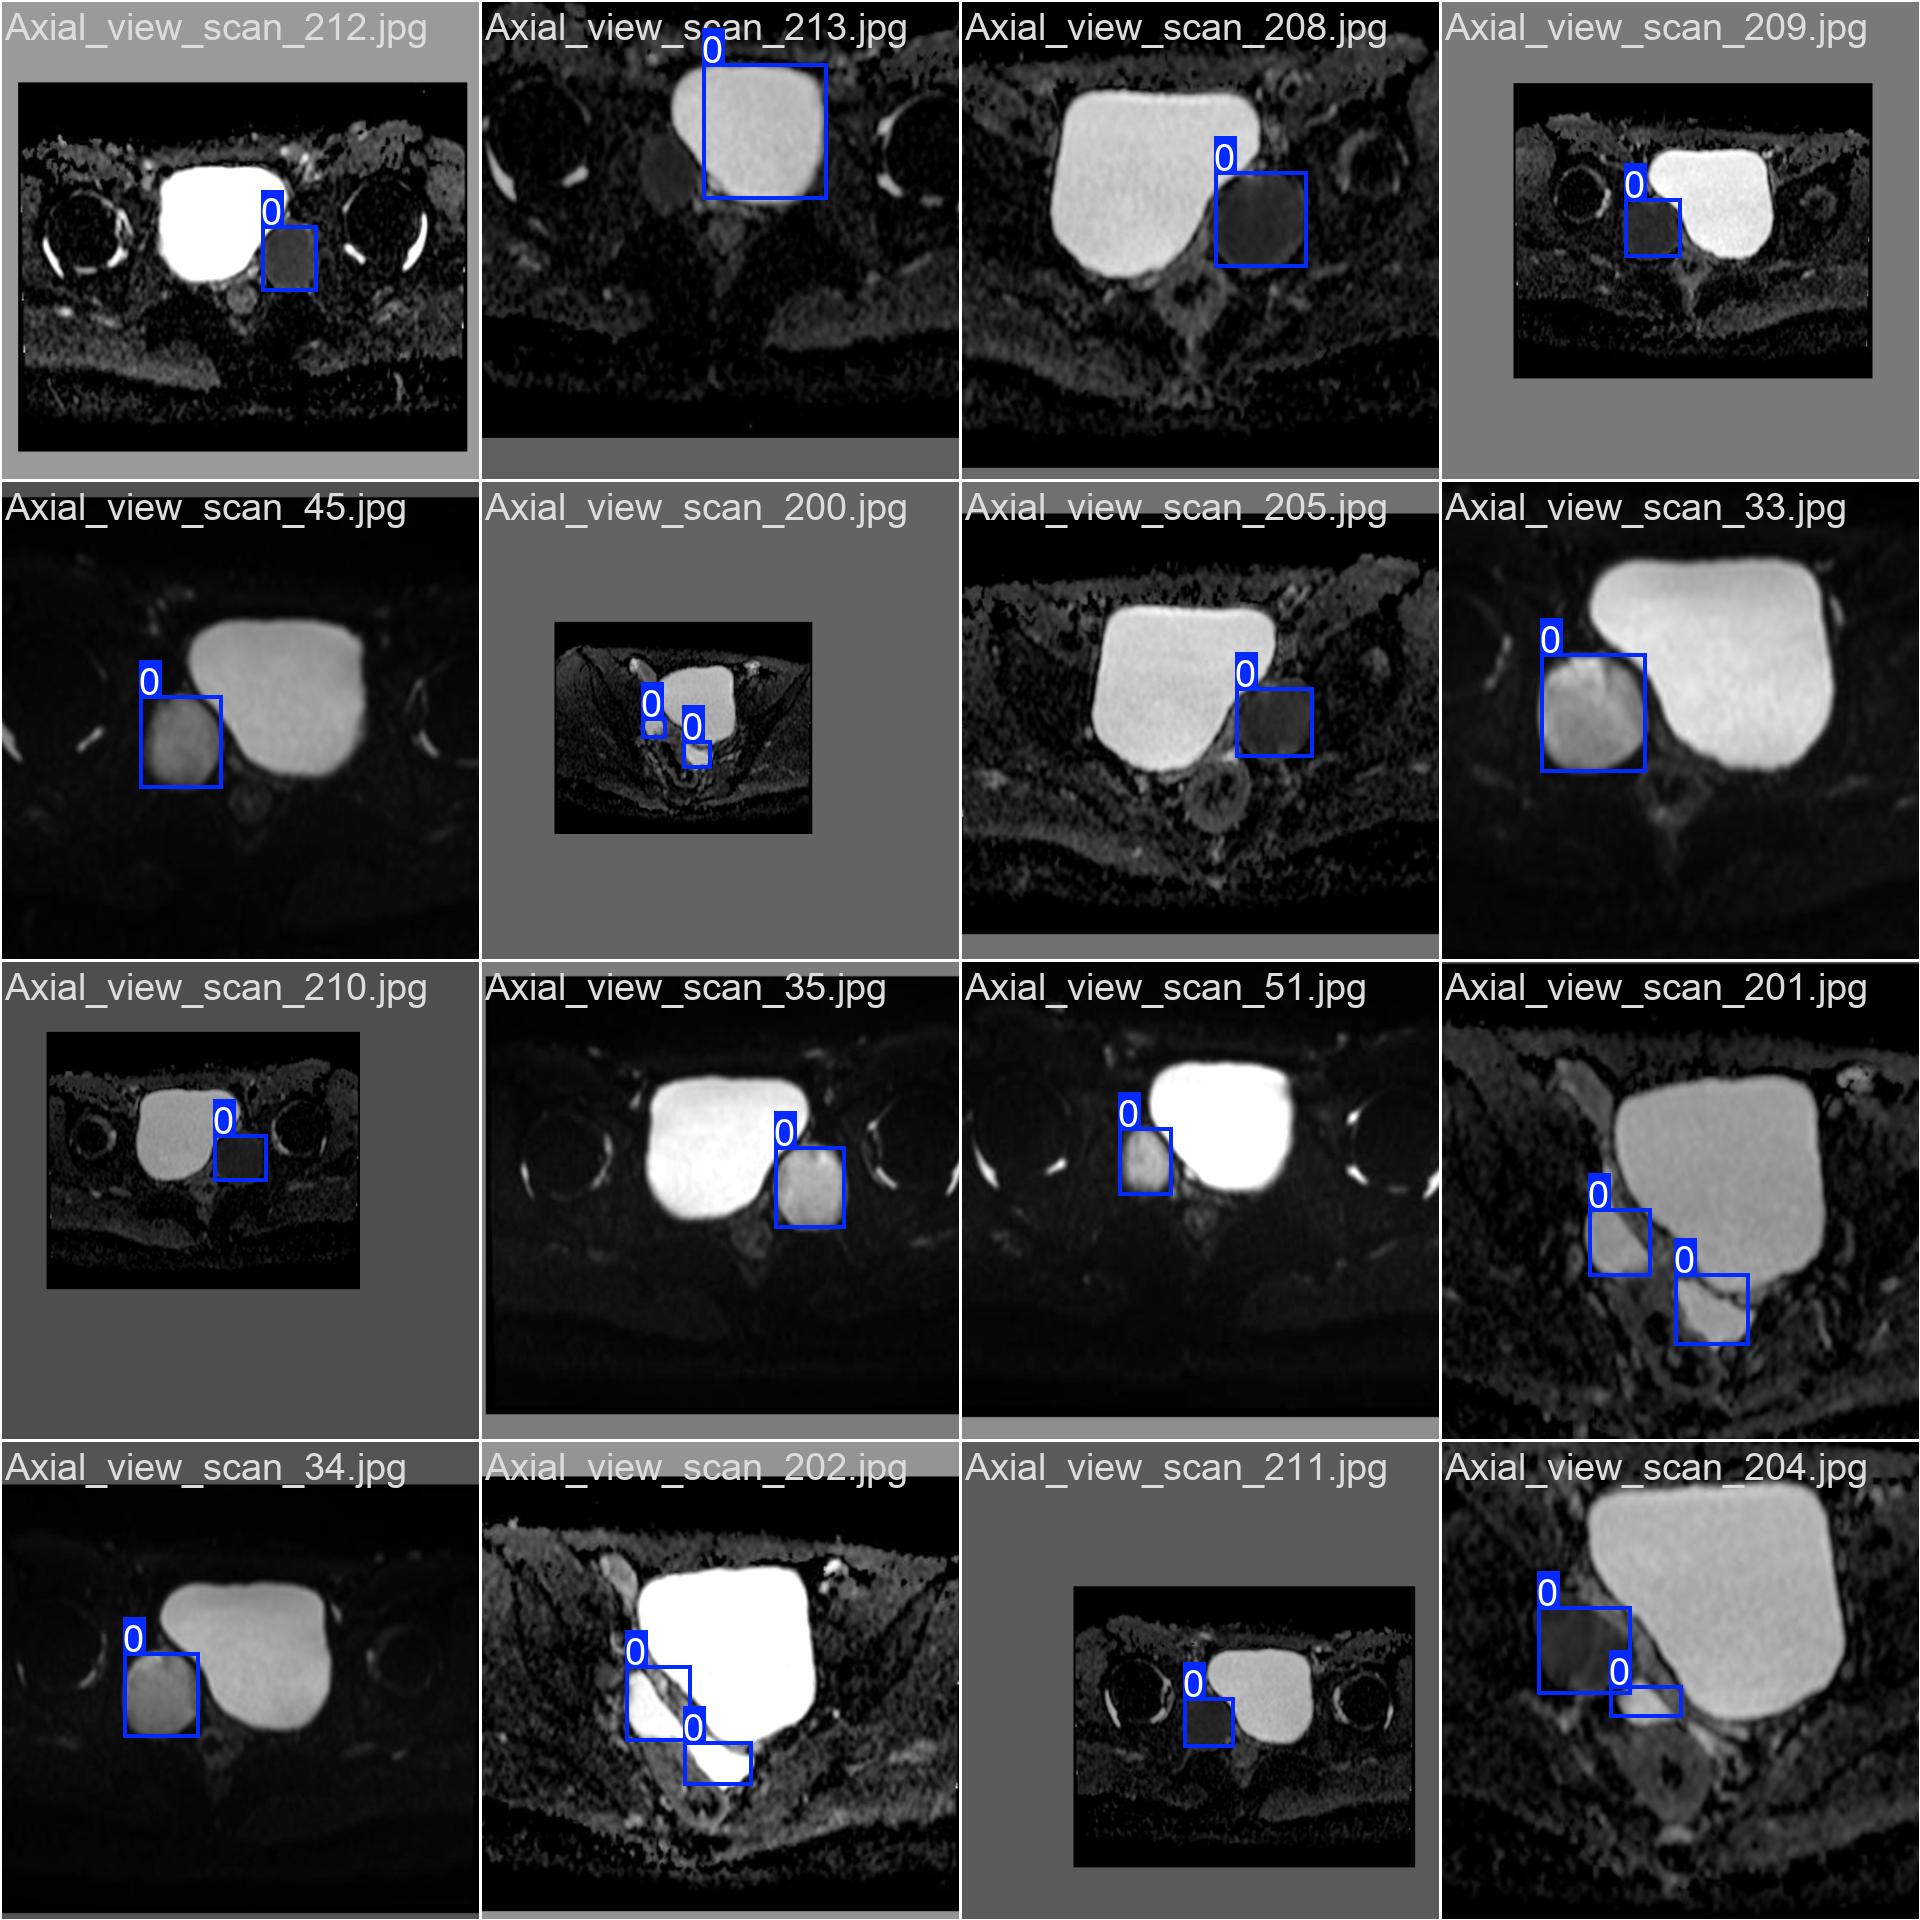 Axial_view_scan_212.jpg
Axial_view_scan_213.jpg
Axial_view_scan_208.jpg
Axial_view_scan_209.jpg
0
0
0
0
Axial_view_scan_45.jpg
Axial_view_scan_200.jpg
Axial_view_scan_205.jpg
Axial_view_scan_33.jpg
0
0
0
0
0
Axial_view_scan_210.jpg
Axial_view_scan_35.jpg
Axial_view_scan_51.jpg
Axial_view_scan_201.jpg
0
0
0
0
0
Axial_view_scan_34.jpg
Axial_view_scan_202.jpg
Axial_view_scan_211.jpg
Axial_view_scan_204.jpg
0
0
0
0
0
0